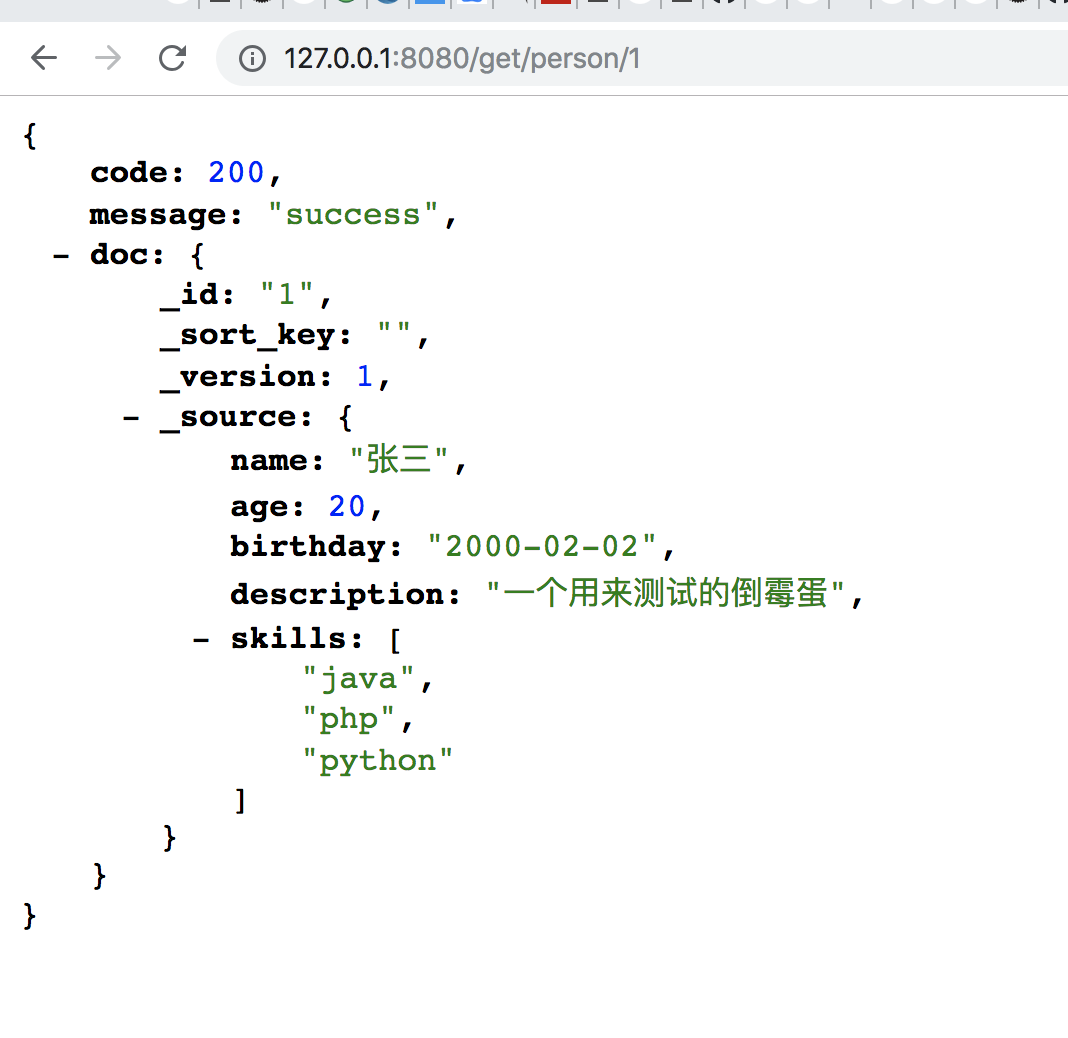 127.0.0.1:8080/get/person/1
{
code: 200,
message: "success",
- doc: {
_id: "1",
_sort_key: "",
_version: 1,
- _source: {
name: "张三",
age: 20,
birthday: "2000-02-02",
description: "一个用来测试的倒霉蛋",
- skills: [
"java",
"php",
"python"
]
}
}
}